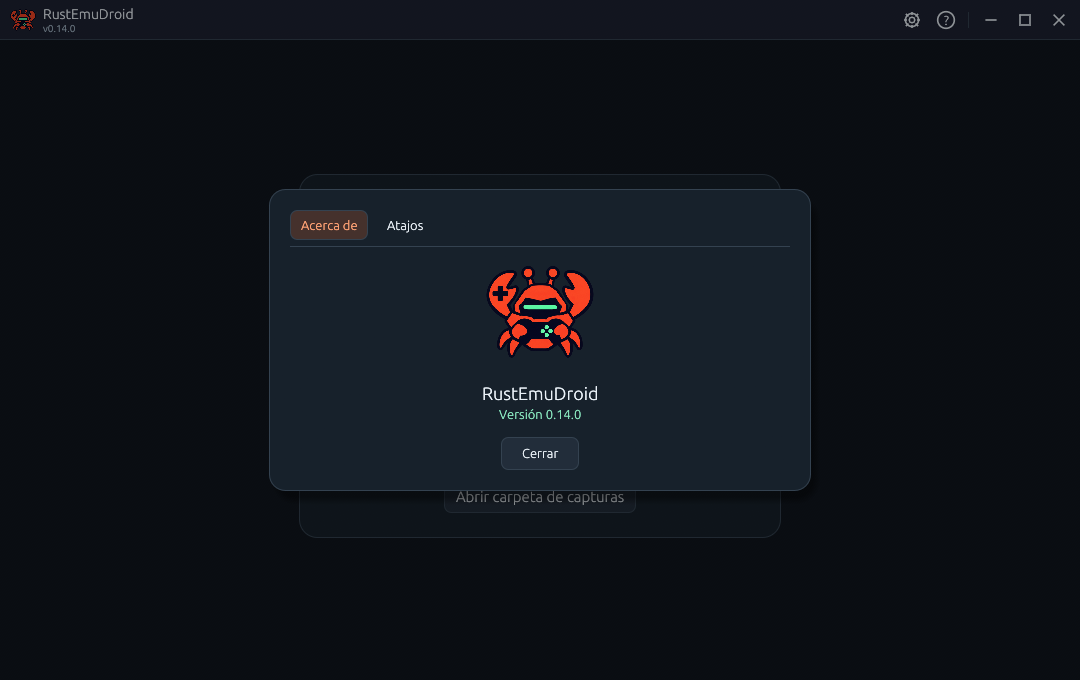 RustEmuDroid
v0.14.0
?
Acerca de
Atajos
RustEmuDroid
Versión 0.14.0
Cerrar
Abrir carpeta de capturas